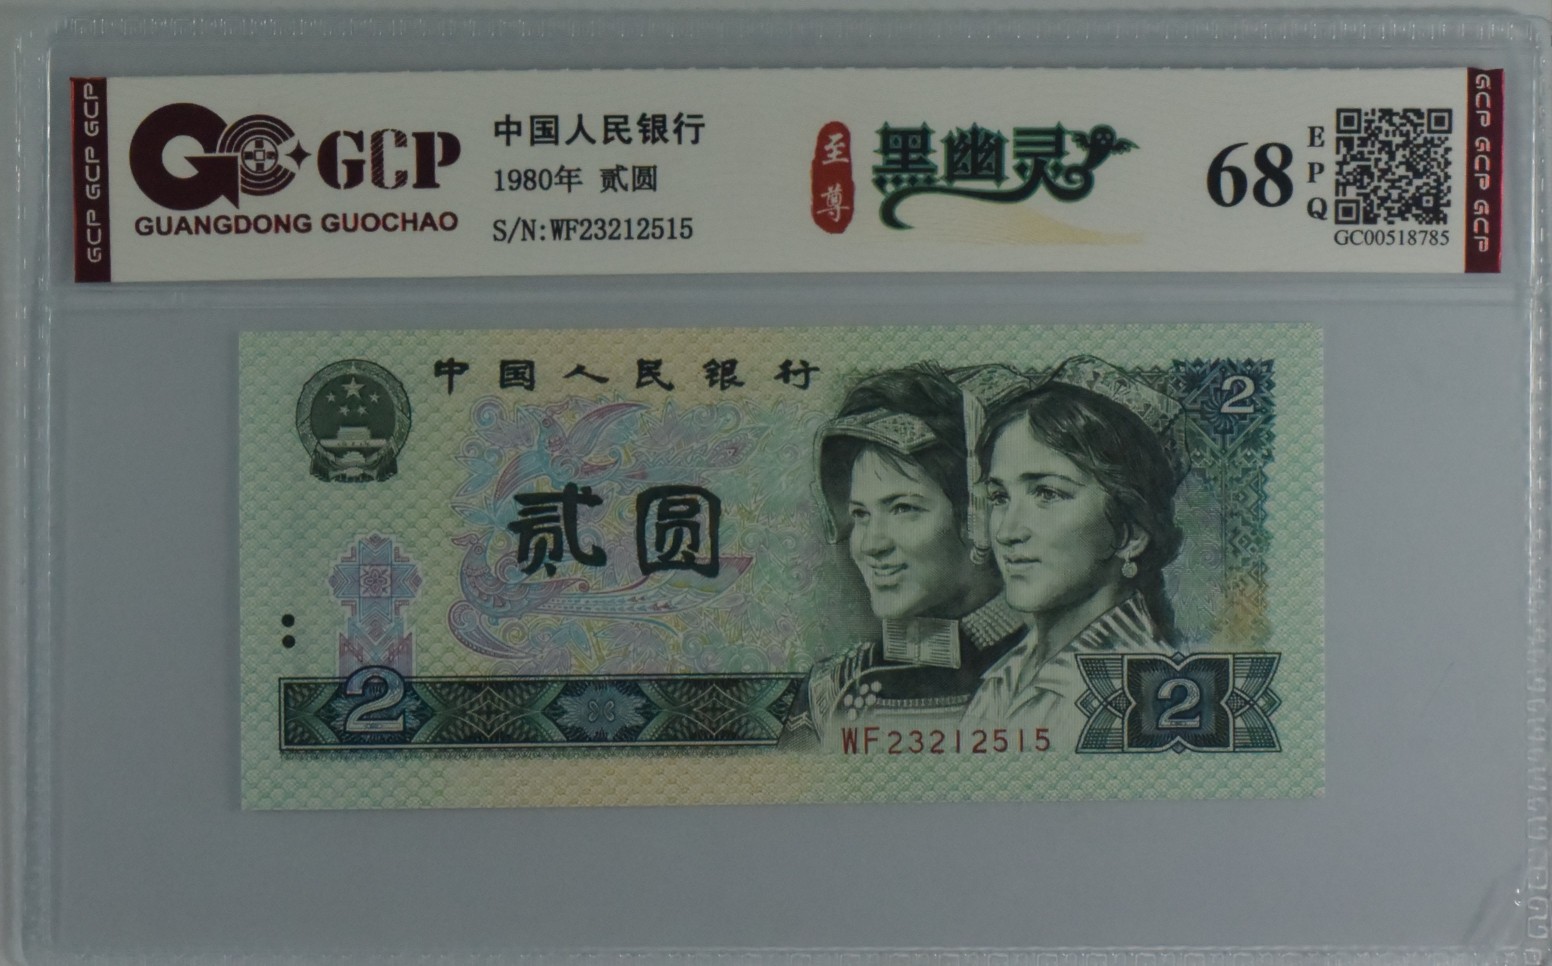 GCP GCP GCP
GCP
GUANGDONG GUOCHAO
中国人民银行
1980年 贰圆
S/N:WF23212515
至尊
黑幽灵
68
EPQ
GC00518785
GCP GCP GCP
中国人民银行
2
贰圆
2
2
WF23212515